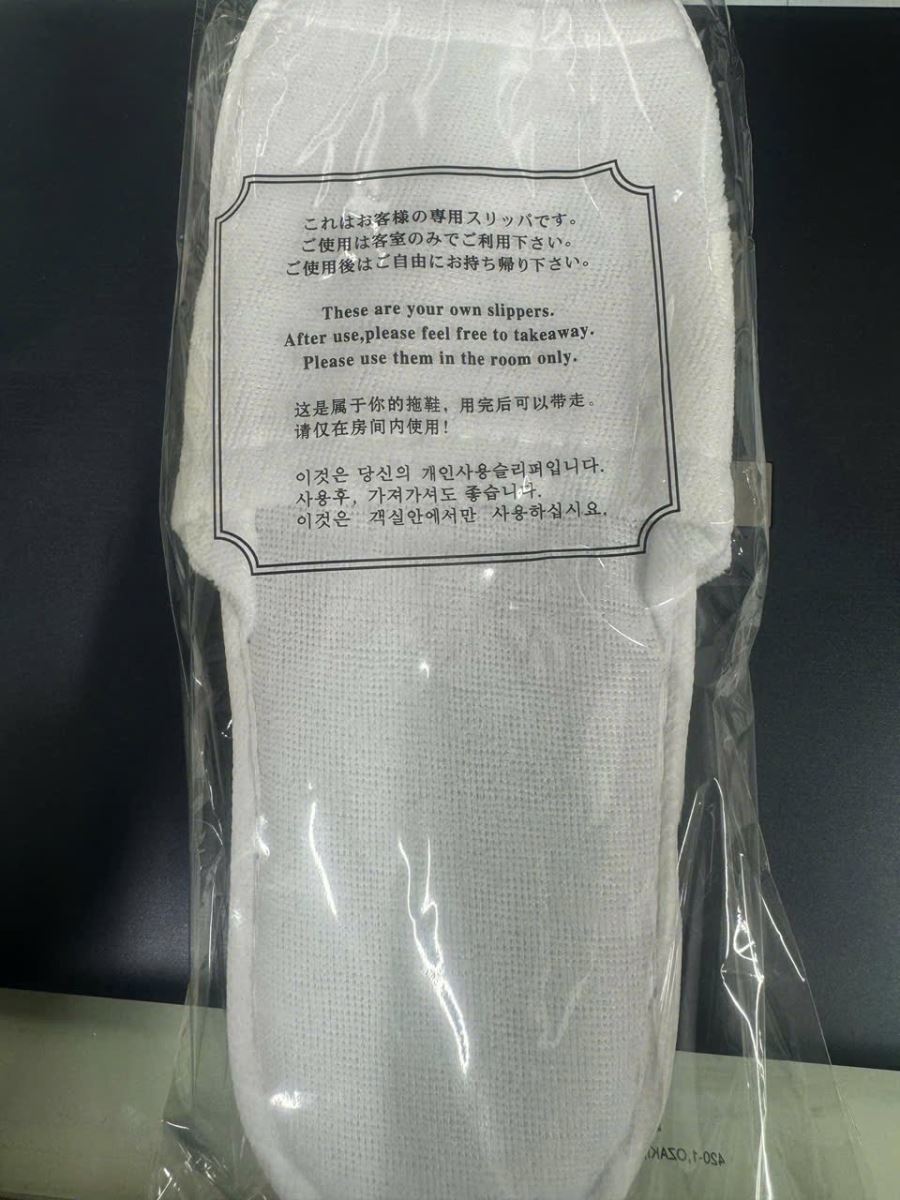 これはお客様の専用スリッパです。
ご使用は客室のみでご利用下さい。
ご使用後はご自由にお持ち帰り下さい。
These are your own slippers.
After use,please feel free to takeaway.
Please use them in the room only.
这是属于你的拖鞋，用完后可以带走。
请仅在房间内使用！
이것은 당신의 개인사용슬리퍼입니다.
사용후, 가져가셔도 좋습니다.
이것은 객실안에서만 사용하십시요.
420-1,OZAKI,